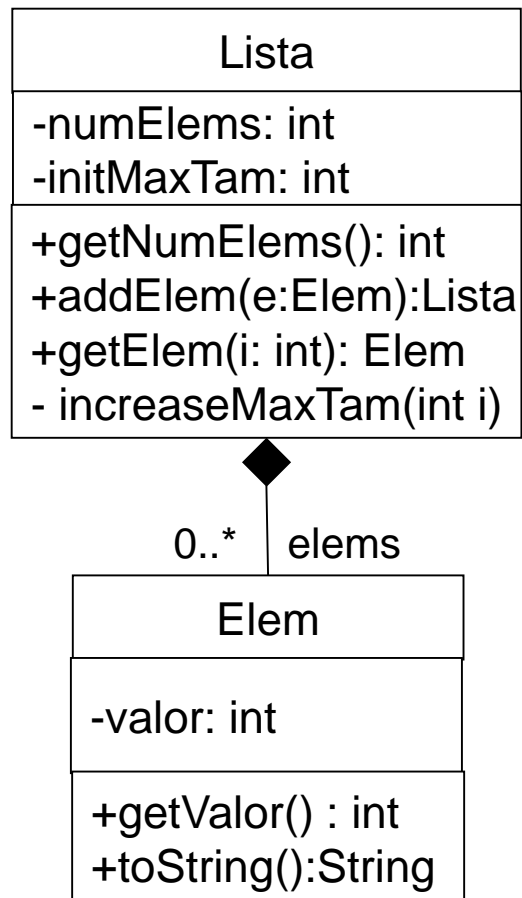 Lista
-numElems: int
-initMaxTam: int
+getNumElems(): int
+addElem(e:Elem):Lista
+getElem(i: int): Elem
- increaseMaxTam(int i)
0..* elems
Elem
-valor: int
+getValor() : int
+toString():String